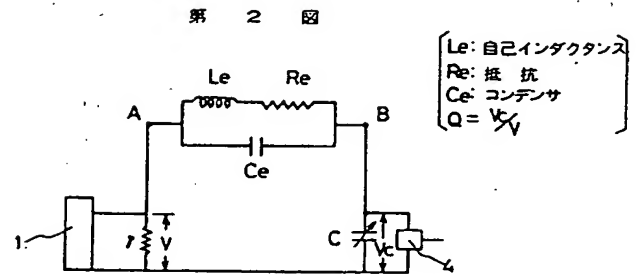 第 2 図
Le: 自己インダクタンス
Re: 抵 抗
Ce: コンデンサ
Q = Vc/V
Le Re
A B
Ce
1 r V C Vc 4